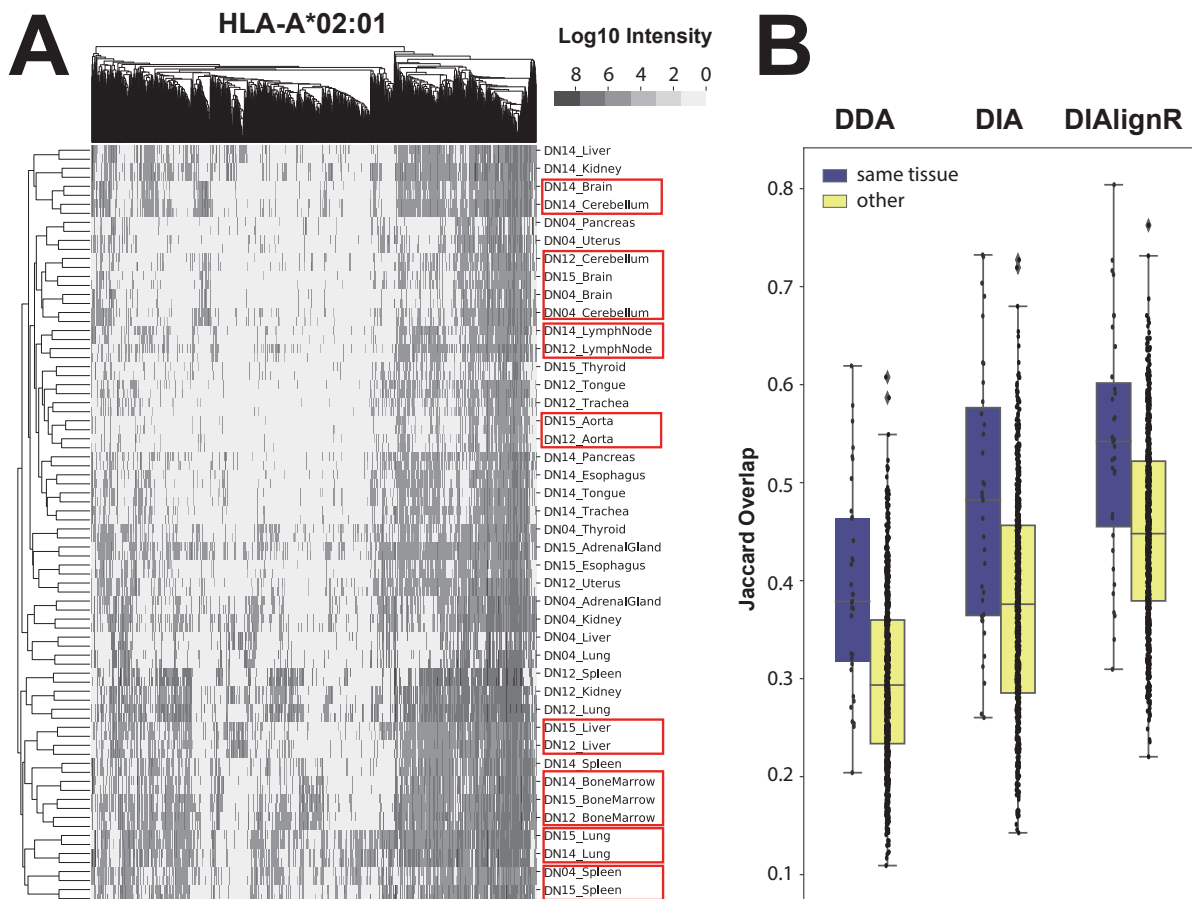 A
HLA-A*02:01
Log10 Intensity
8 6 4 2 0
DN14_Liver
DN14_Kidney
DN14_Brain
DN14_Cerebellum
DN04_Pancreas
DN04_Uterus
DN12_Cerebellum
DN15_Brain
DN04_Brain
DN04_Cerebellum
DN14_LymphNode
DN12_LymphNode
DN15_Thyroid
DN12_Tongue
DN12_Trachea
DN15_Aorta
DN12_Aorta
DN14_Pancreas
DN14_Esophagus
DN14_Tongue
DN14_Trachea
DN04_Thyroid
DN15_AdrenalGland
DN15_Esophagus
DN12_Uterus
DN04_AdrenalGland
DN04_Kidney
DN04_Liver
DN04_Lung
DN12_Spleen
DN12_Kidney
DN12_Lung
DN15_Liver
DN12_Liver
DN14_Spleen
DN14_BoneMarrow
DN15_BoneMarrow
DN12_BoneMarrow
DN15_Lung
DN14_Lung
DN04_Spleen
DN15_Spleen
B
DDA DIA DIAlignR
same tissue
other
Jaccard Overlap
0.8
0.7
0.6
0.5
0.4
0.3
0.2
0.1